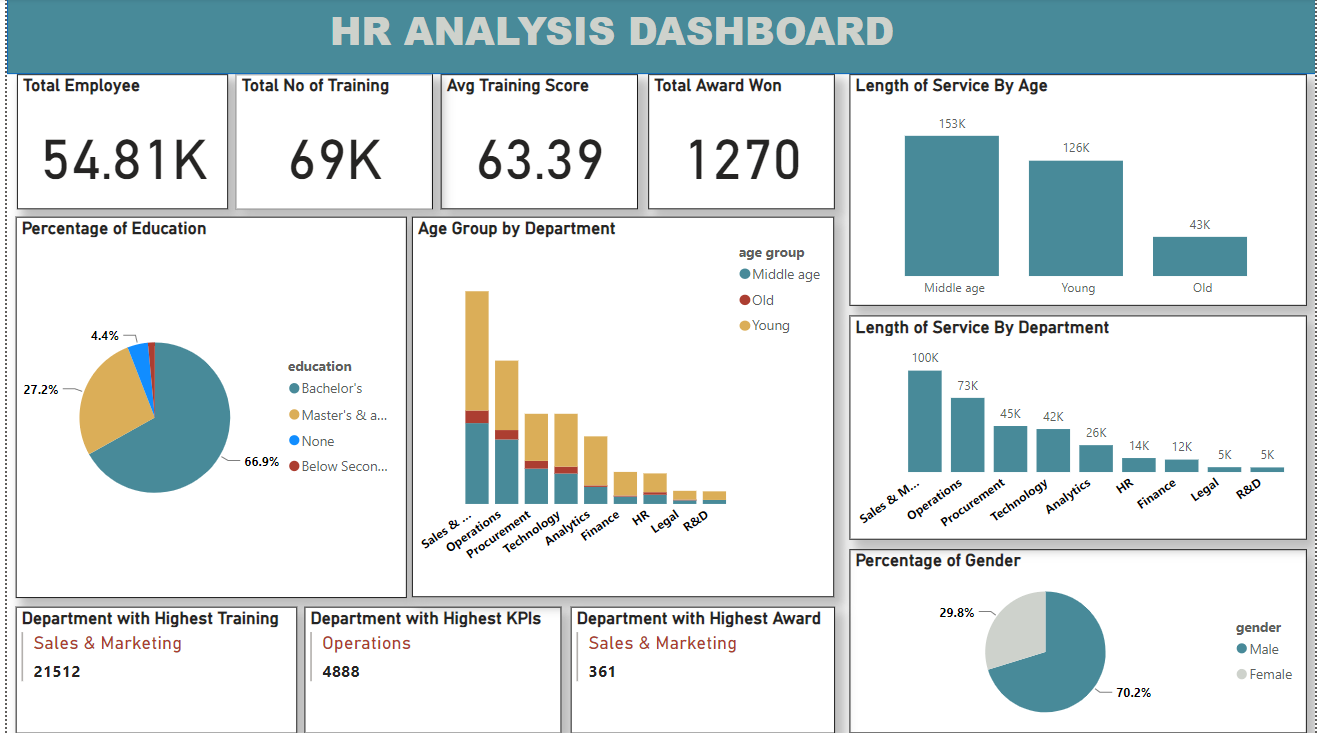 HR ANALYSIS DASHBOARD
Total Employee
54.81K
Total No of Training
69K
Avg Training Score
63.39
Total Award Won
1270
Length of Service By Age
153K
126K
43K
Middle age
Young
Old
Percentage of Education
4.4%
27.2%
66.9%
education
Bachelor's
Master's & a...
None
Below Secon...
Age Group by Department
age group
Middle age
Old
Young
Sales & ...
Operations
Procurement
Technology
Analytics
Finance
HR
Legal
R&D
Length of Service By Department
100K
73K
45K
42K
26K
14K
12K
5K
5K
Sales & M...
Operations
Procurement
Technology
Analytics
HR
Finance
Legal
R&D
Percentage of Gender
29.8%
70.2%
gender
Male
Female
Department with Highest Training
Sales & Marketing
21512
Department with Highest KPIs
Operations
4888
Department with Highest Award
Sales & Marketing
361